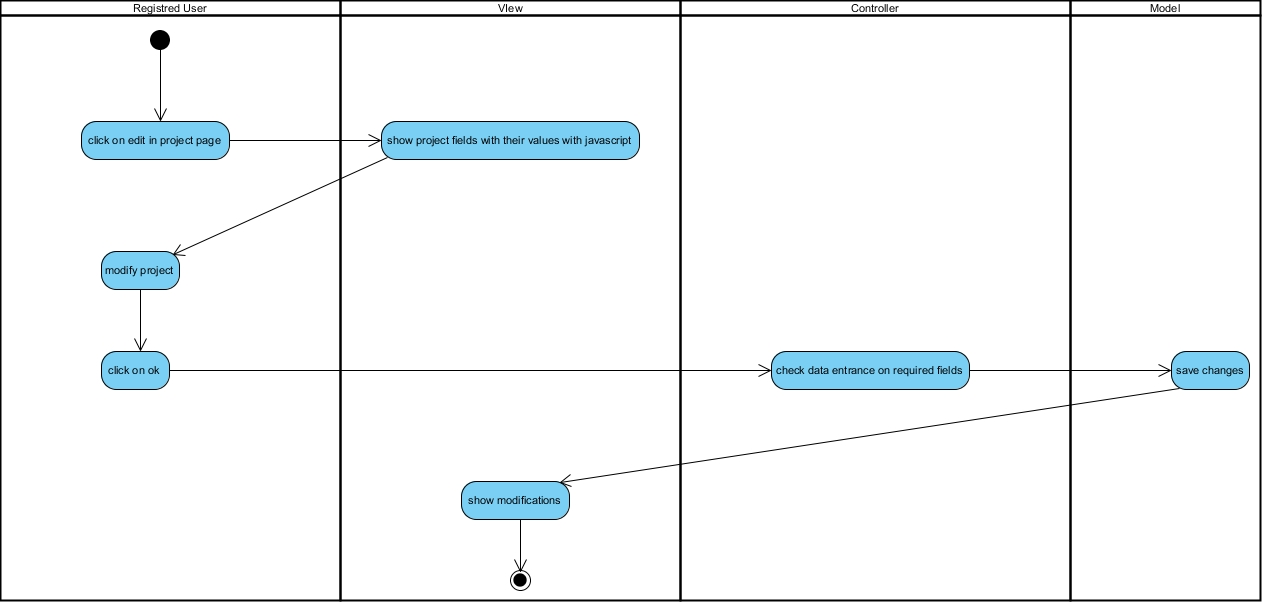 Registred User
VIew
Controller
Model
click on edit in project page
show project fields with their values with javascript
modify project
click on ok
check data entrance on required fields
save changes
show modifications